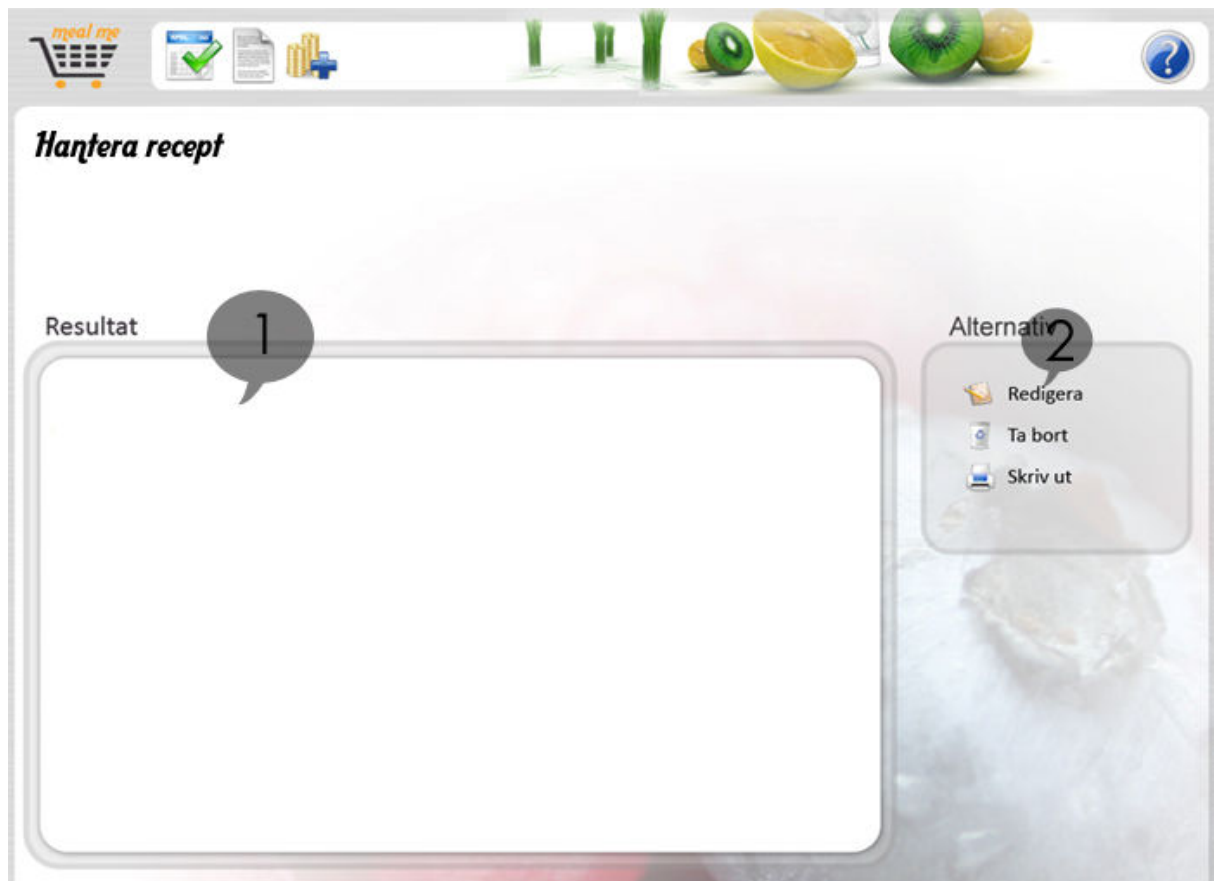 meal me
Hantera recept
Resultat
1
Alternativ
2
Redigera
Ta bort
Skriv ut